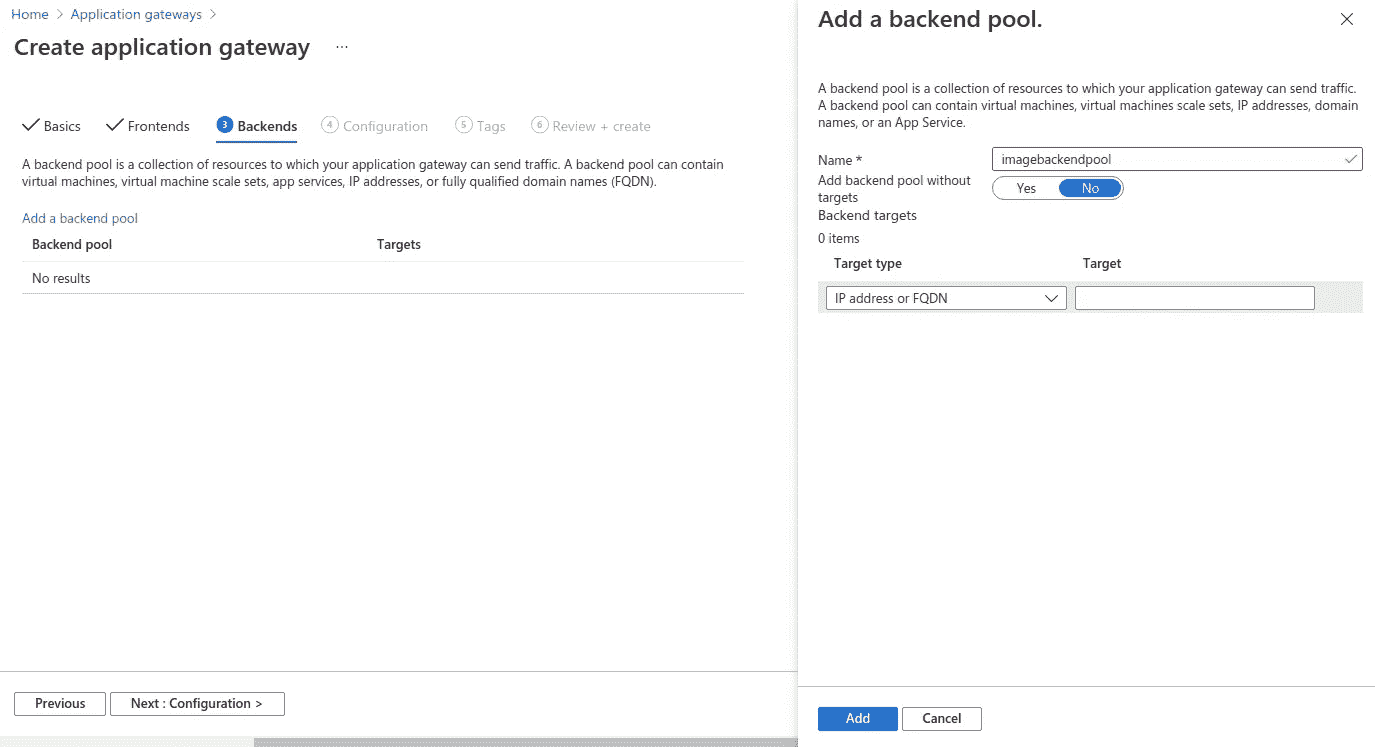 Home > Application gateways >
Create application gateway ...
Basics Frontends 3 Backends 4 Configuration 5 Tags 6 Review + create
A backend pool is a collection of resources to which your application gateway can send traffic. A backend pool can contain
virtual machines, virtual machine scale sets, app services, IP addresses, or fully qualified domain names (FQDN).
Add a backend pool
Backend pool Targets
No results
Previous Next : Configuration >
Add a backend pool.
A backend pool is a collection of resources to which your application gateway can send traffic.
A backend pool can contain virtual machines, virtual machines scale sets, IP addresses, domain
names, or an App Service.
Name * imagebackendpool
Add backend pool without
targets
Yes No
Backend targets
0 items
Target type Target
IP address or FQDN
Add Cancel